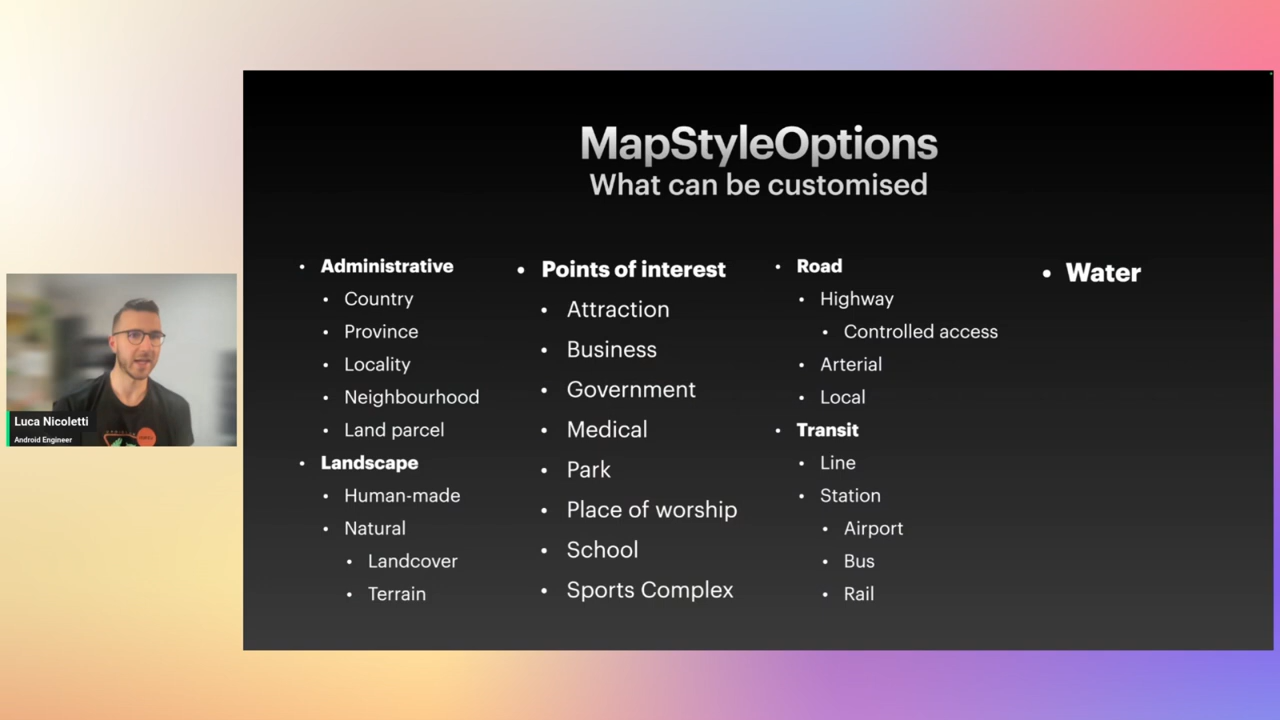 MapStyleOptions
What can be customised
• Administrative
• Country
• Province
• Locality
• Neighbourhood
• Land parcel
• Landscape
• Human-made
• Natural
• Landcover
• Terrain
• Points of interest
• Attraction
• Business
• Government
• Medical
• Park
• Place of worship
• School
• Sports Complex
• Road
• Highway
• Controlled access
• Arterial
• Local
• Transit
• Line
• Station
• Airport
• Bus
• Rail
• Water
Luca Nicoletti
Android Engineer